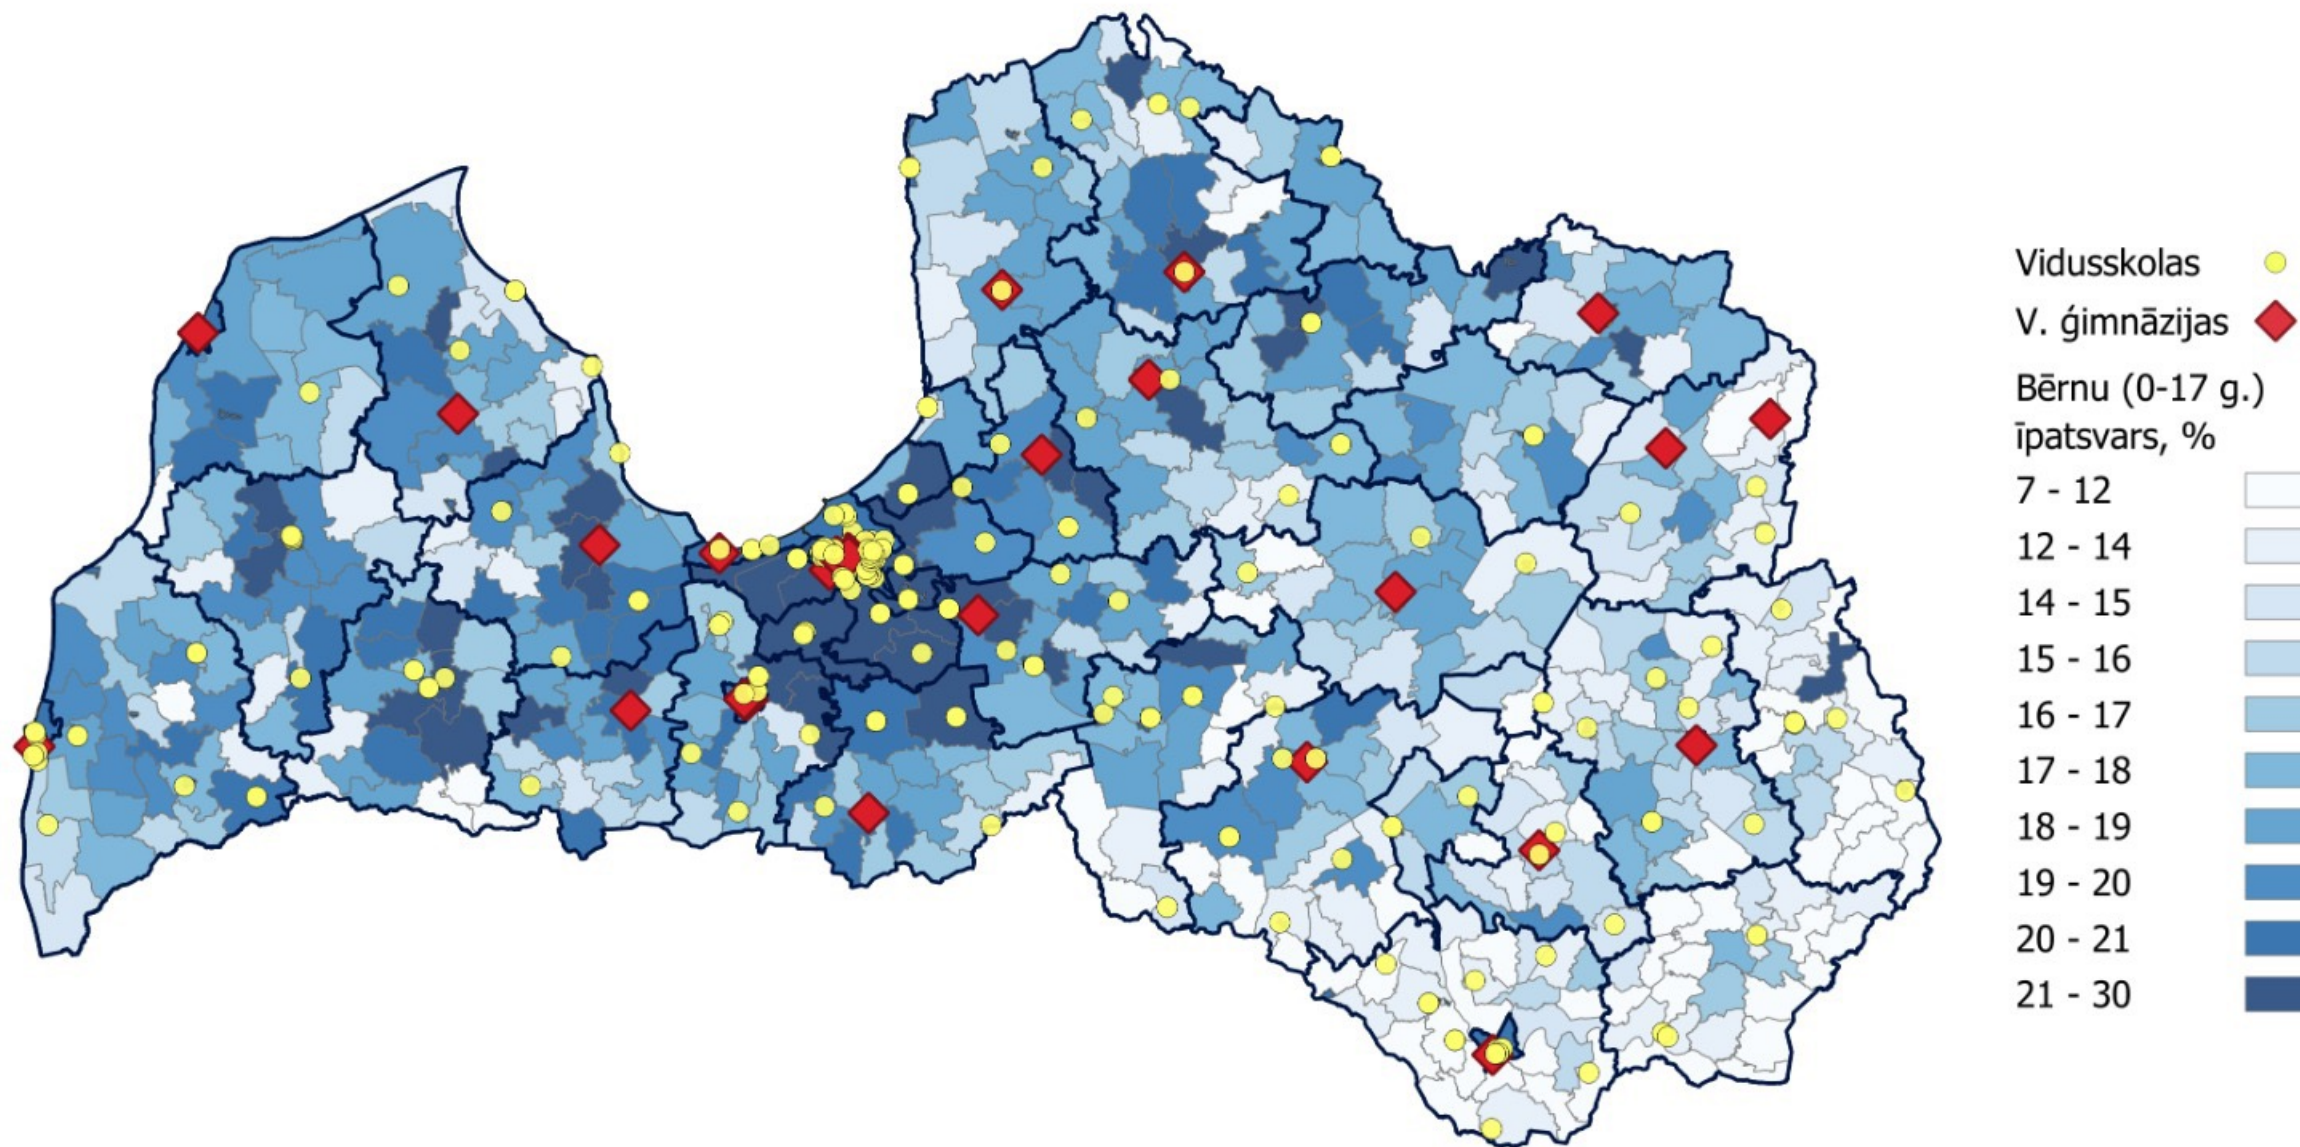 Vidusskolas
V. ģimnāzijas
Bērnu (0-17 g.)
īpatsvars, %
7 - 12
12 - 14
14 - 15
15 - 16
16 - 17
17 - 18
18 - 19
19 - 20
20 - 21
21 - 30